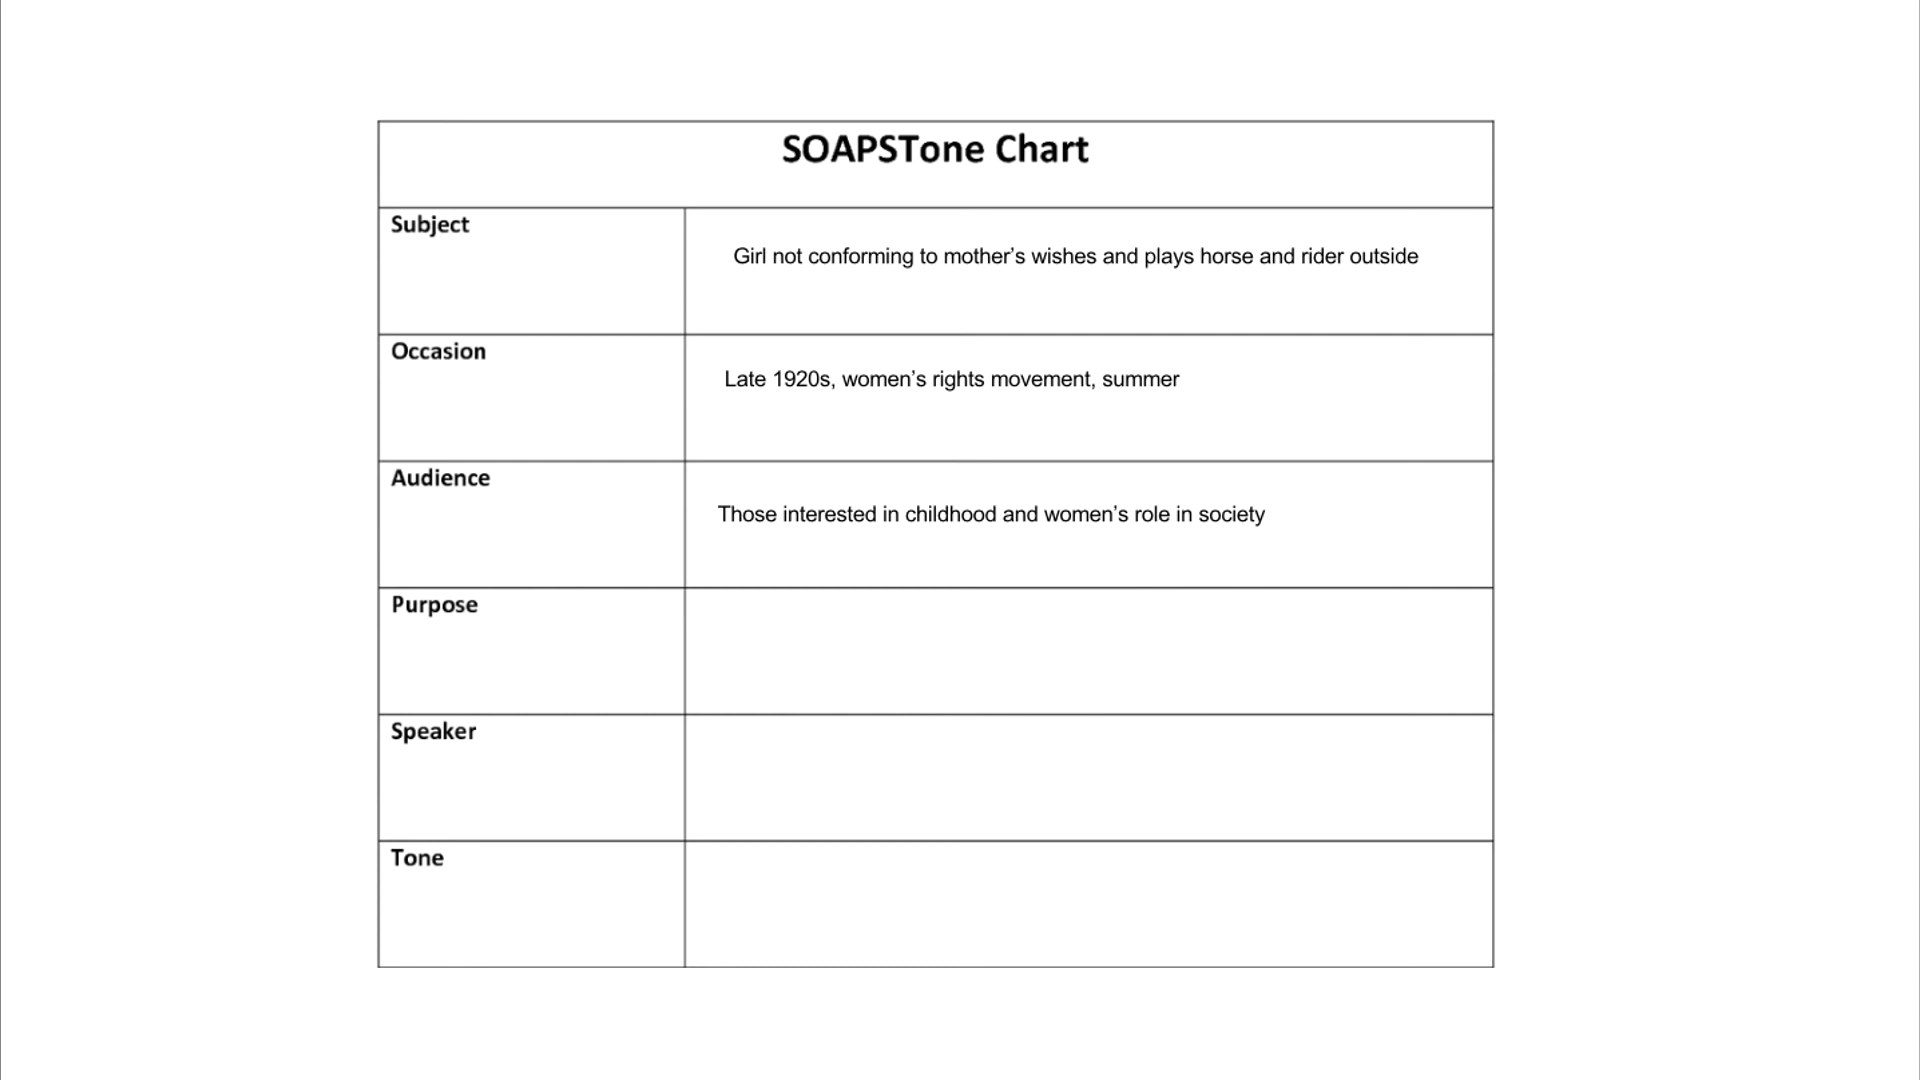 SOAPSTone Chart
Subject
Girl not conforming to mother’s wishes and plays horse and rider outside
Occasion
Late 1920s, women’s rights movement, summer
Audience
Those interested in childhood and women’s role in society
Purpose
Speaker
Tone